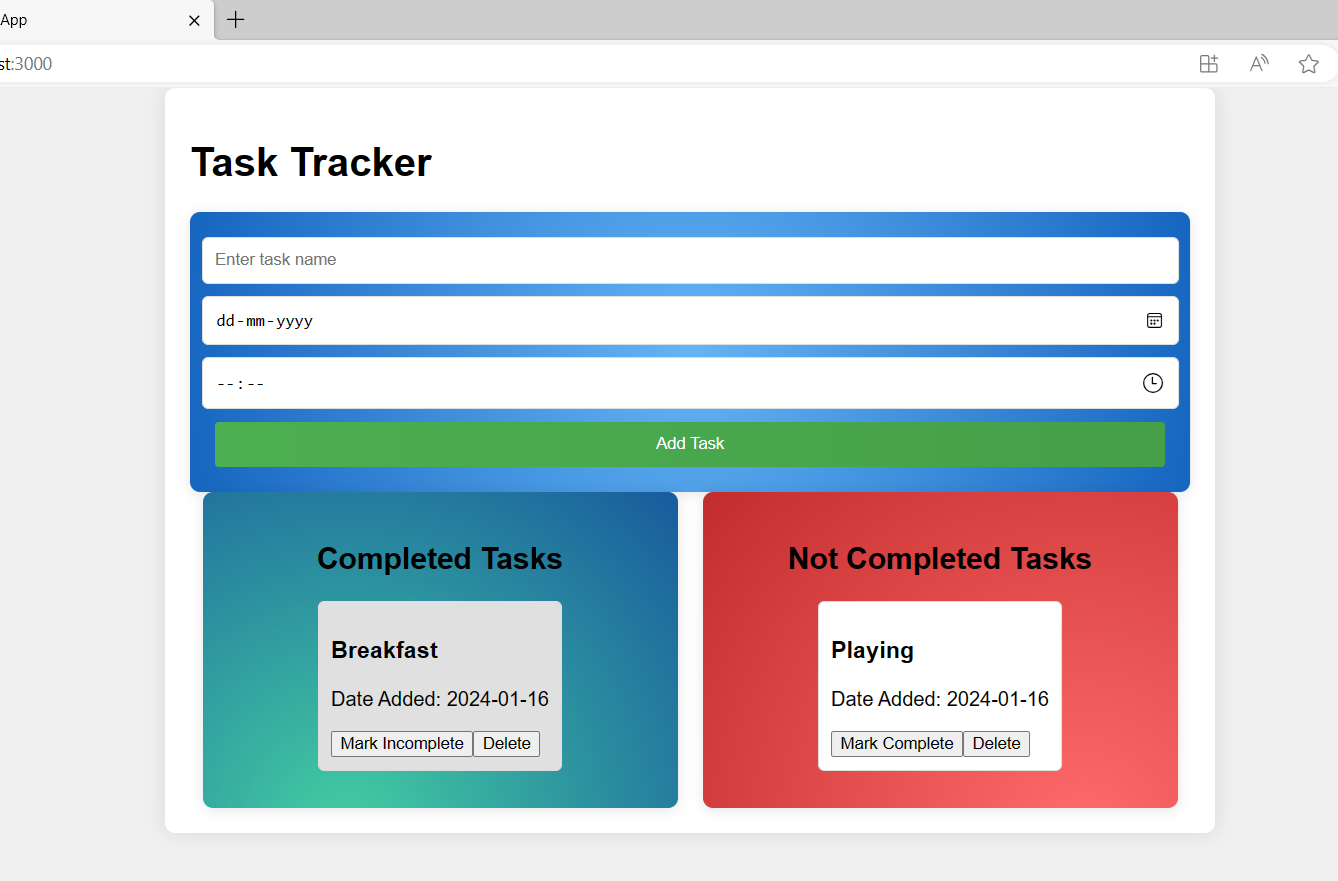 App
st:3000
Task Tracker
Enter task name
dd-mm-yyyy
--:--
Add Task
Completed Tasks
Breakfast
Date Added: 2024-01-16
Mark Incomplete Delete
Not Completed Tasks
Playing
Date Added: 2024-01-16
Mark Complete Delete